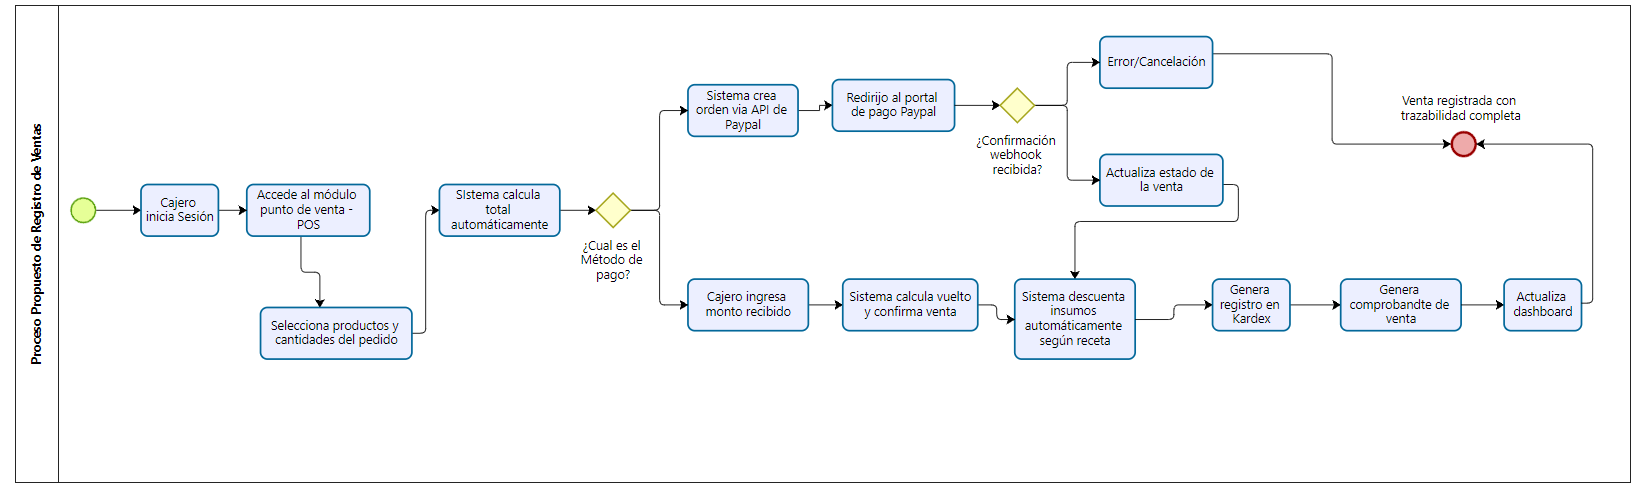 Proceso Propuesto de Registro de Ventas
Cajero
inicia Sesión
Accede al módulo
punto de venta -
POS
Selecciona productos y
cantidades del pedido
SIstema calcula
total
automáticamente
¿Cual es el
Método de
pago?
Sistema crea
orden via API de
Paypal
Redirijo al portal
de pago Paypal
¿Confirmación
webhook
recibida?
Error/Cancelación
Actualiza estado de
la venta
Cajero ingresa
monto recibido
Sistema calcula vuelto
y confirma venta
Sistema descuenta
insumos
automáticamente
según receta
Genera
registro en
Kardex
Genera
comprobandte de
venta
Actualiza
dashboard
Venta registrada con
trazabilidad completa